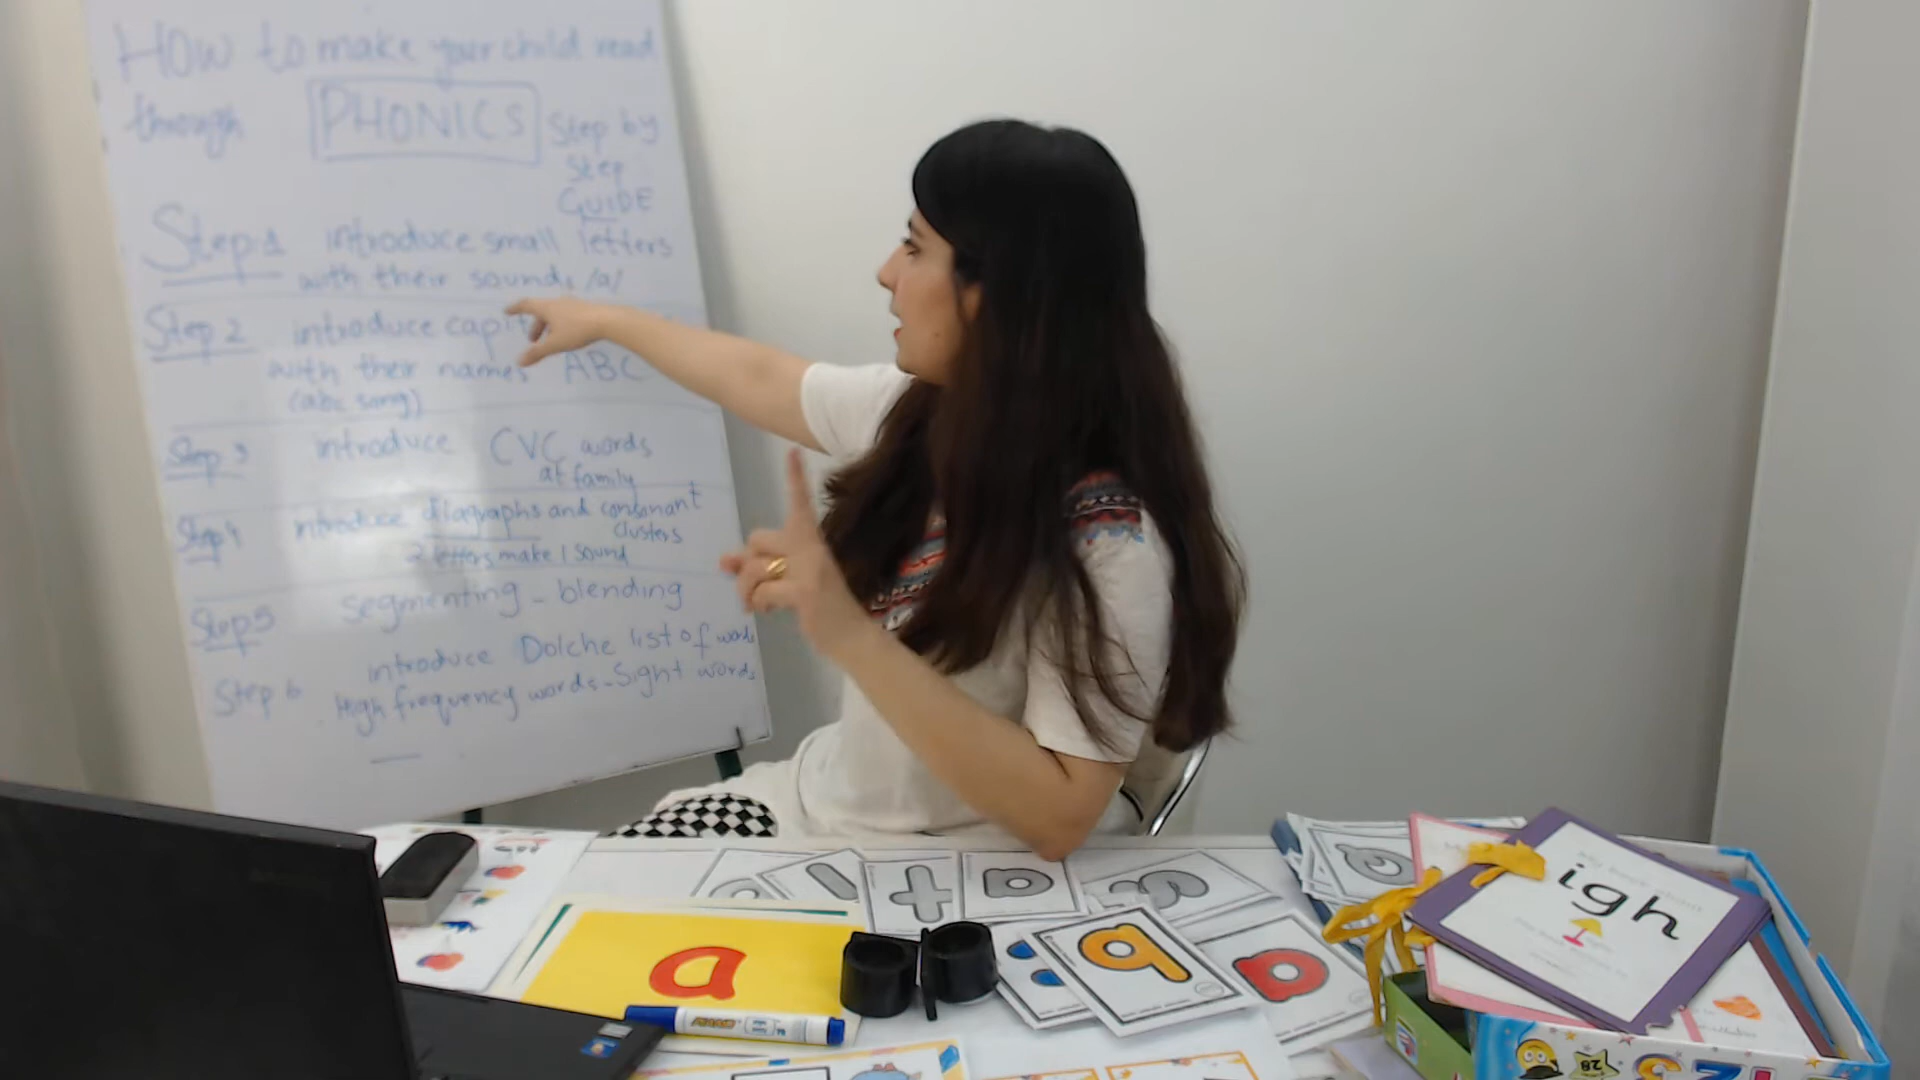 How to make your child read
through PHONICS Step by
Step
GUIDE
Step 1 introduce small letters
with their sounds /a/
Step 2 introduce
with their names ABC
(abc song)
Step 3 introduce CVC words
at family
Step 4 introduce diagraphs and consonant
clusters
2 letters make 1 sound
Step 5 segmenting - blending
introduce Dolche list of words
Step 6 High frequency words - Sight words
t
a
a
a
igh
28